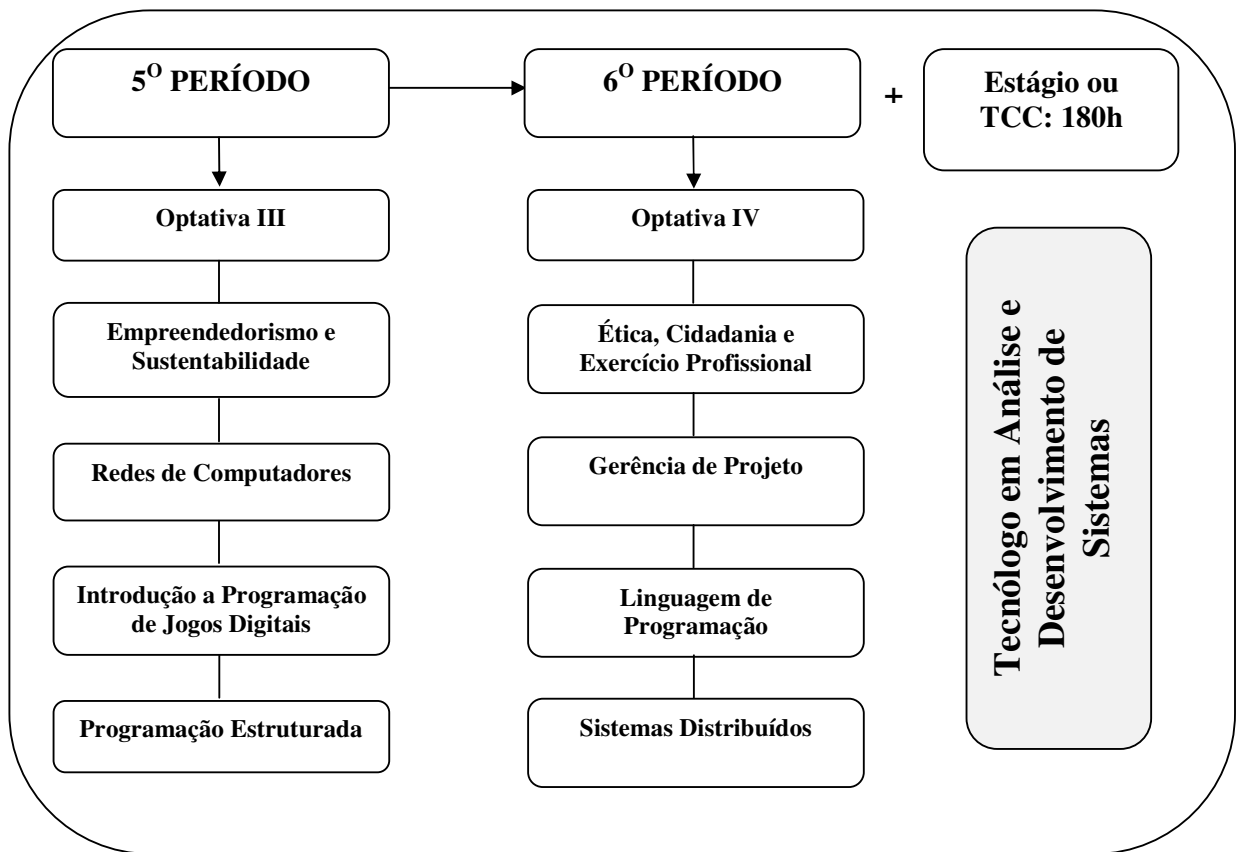 5º PERÍODO
6º PERÍODO
+
Estágio ou
TCC: 180h
Optativa III
Empreendedorismo e
Sustentabilidade
Redes de Computadores
Introdução a Programação
de Jogos Digitais
Programação Estruturada
Optativa IV
Ética, Cidadania e
Exercício Profissional
Gerência de Projeto
Linguagem de
Programação
Sistemas Distribuídos
Tecnólogo em Análise e
Desenvolvimento de
Sistemas